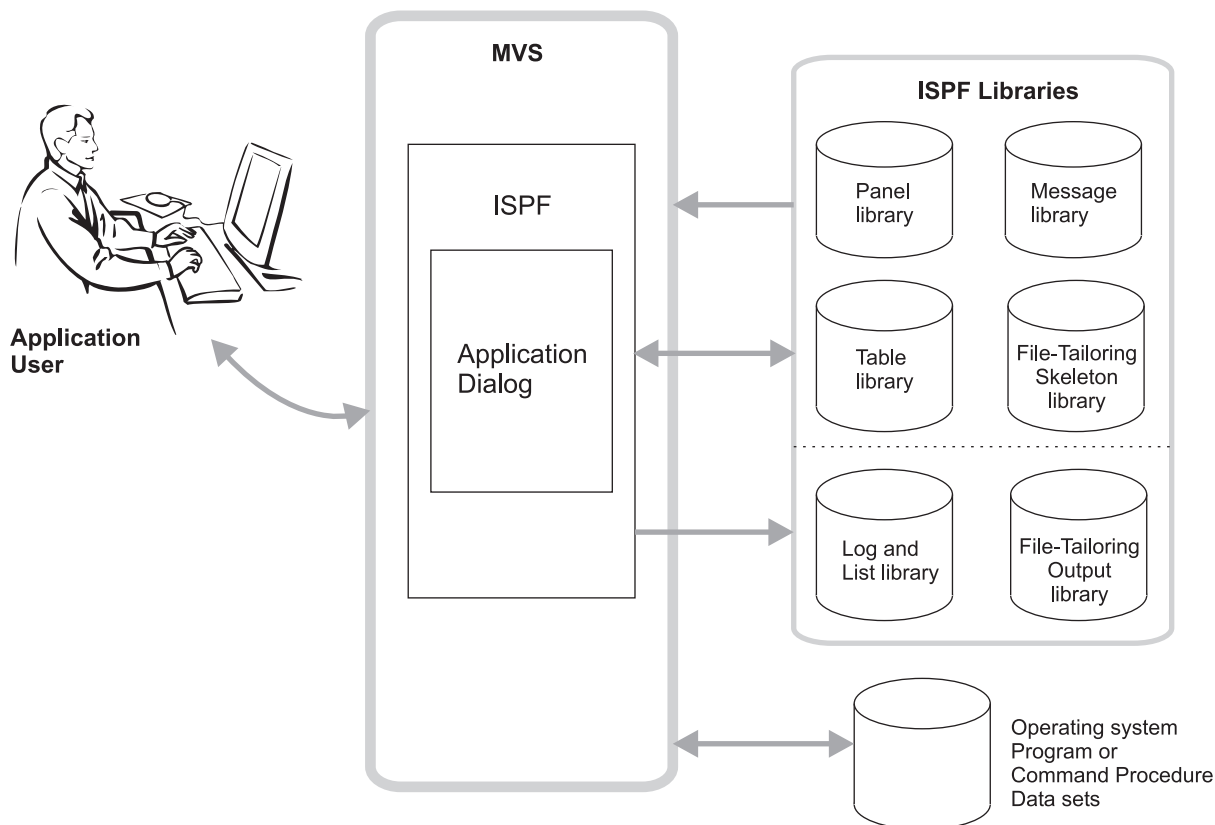 MVS
ISPF
Application
Dialog
Application
User
ISPF Libraries
Panel
library
Message
library
Table
library
File-Tailoring
Skeleton
library
Log and
List library
File-Tailoring
Output
library
Operating system
Program or
Command Procedure
Data sets